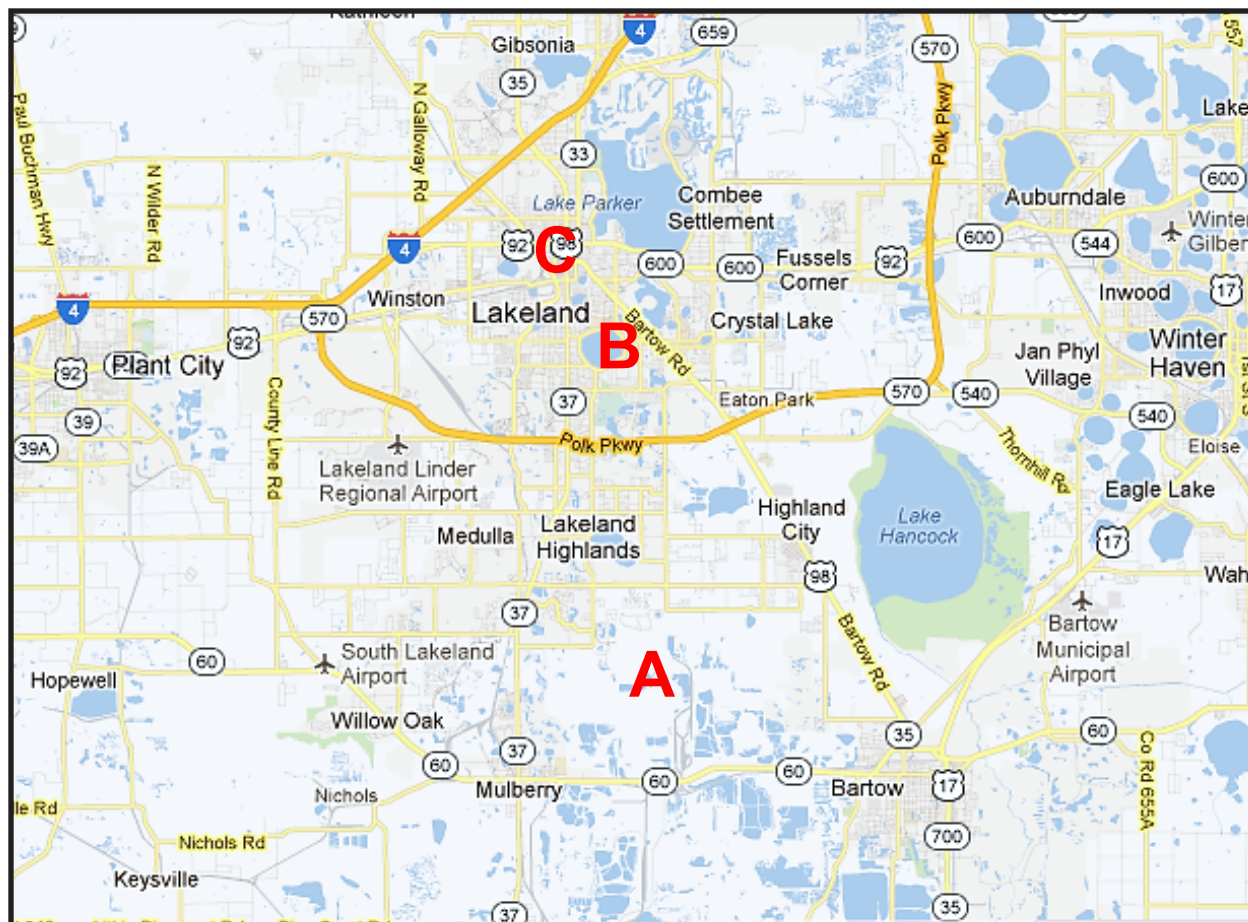 Gibsonia
4
659
570
557
35
N Galloway Rd
Polk Pkwy
Lake
Paul Buchman Hwy
N Wilder Rd
33
Lake Parker
Combee
Settlement
Auburndale
600
Winter
Gilber
4
92
98
C
600
600
Fussels
Corner
92
600
544
Inwood
17
4
570
Winston
Lakeland
Crystal Lake
Bartow Rd
B
Winter
Haven
Jan Phyl
Village
92
Plant City
92
39
39A
County Line Rd
37
Eaton Park
570
540
540
Polk Pkwy
Eloise
Thornhill Rd
Lakeland Linder
Regional Airport
Eagle Lake
Highland
City
Lake
Hancock
Medulla
Lakeland
Highlands
17
98
Wah
37
Bartow
Municipal
Airport
Bartow Rd
60
South Lakeland
Airport
A
Hopewell
Willow Oak
35
60
37
60
Mulberry
60
60
Bartow
17
Co Rd 655A
Nichols
lle Rd
Nichols Rd
700
Keysville
37
35